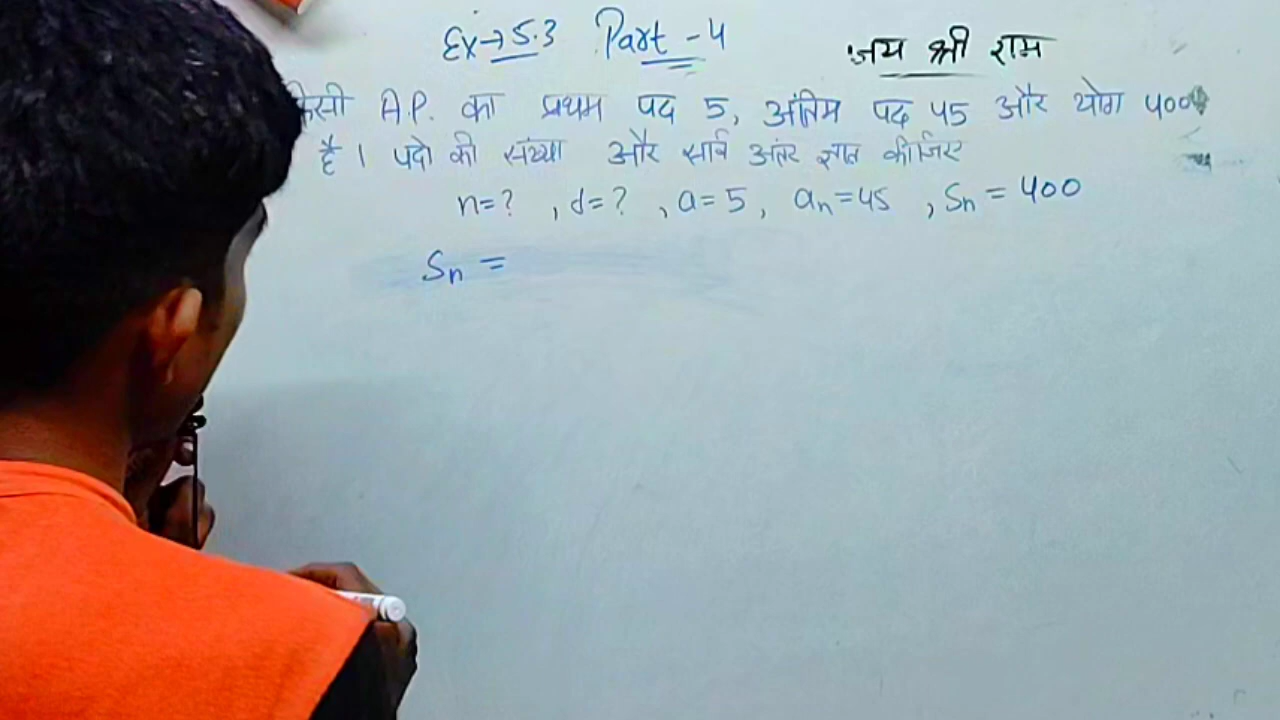 Ex→5.3 Part-4 जय श्री राम
किसी A.P. का प्रथम पद 5, अंतिम पद 45 और योग 400
है । पदो की संख्या और सार्व अंतर ज्ञात कीजिए
n=? , d=? , a=5, an=45 , Sn = 400
Sn =